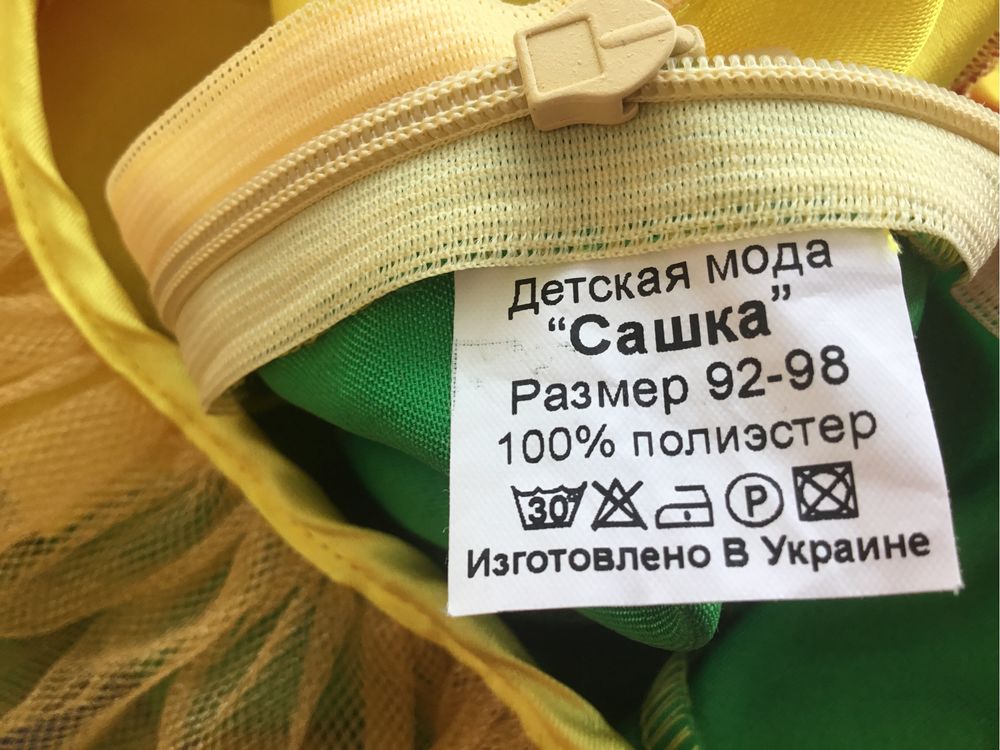 Детская мода
“Сашка”
Размер 92-98
100% полиэстер
30 P
Изготовлено В Украине